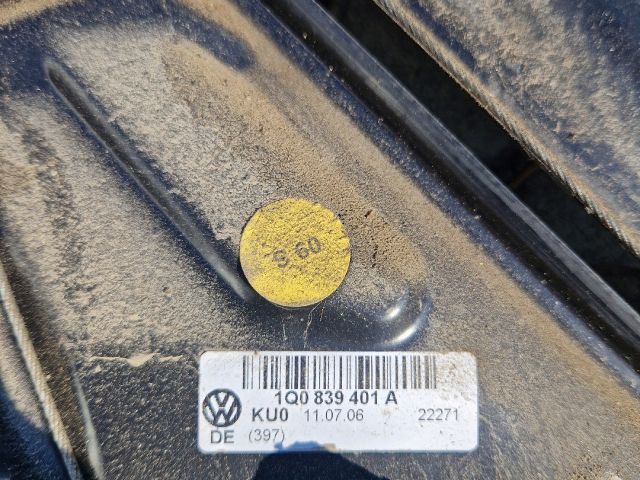 S 60
1Q0 839 401 A
KU0 11.07.06 22271
DE (397)